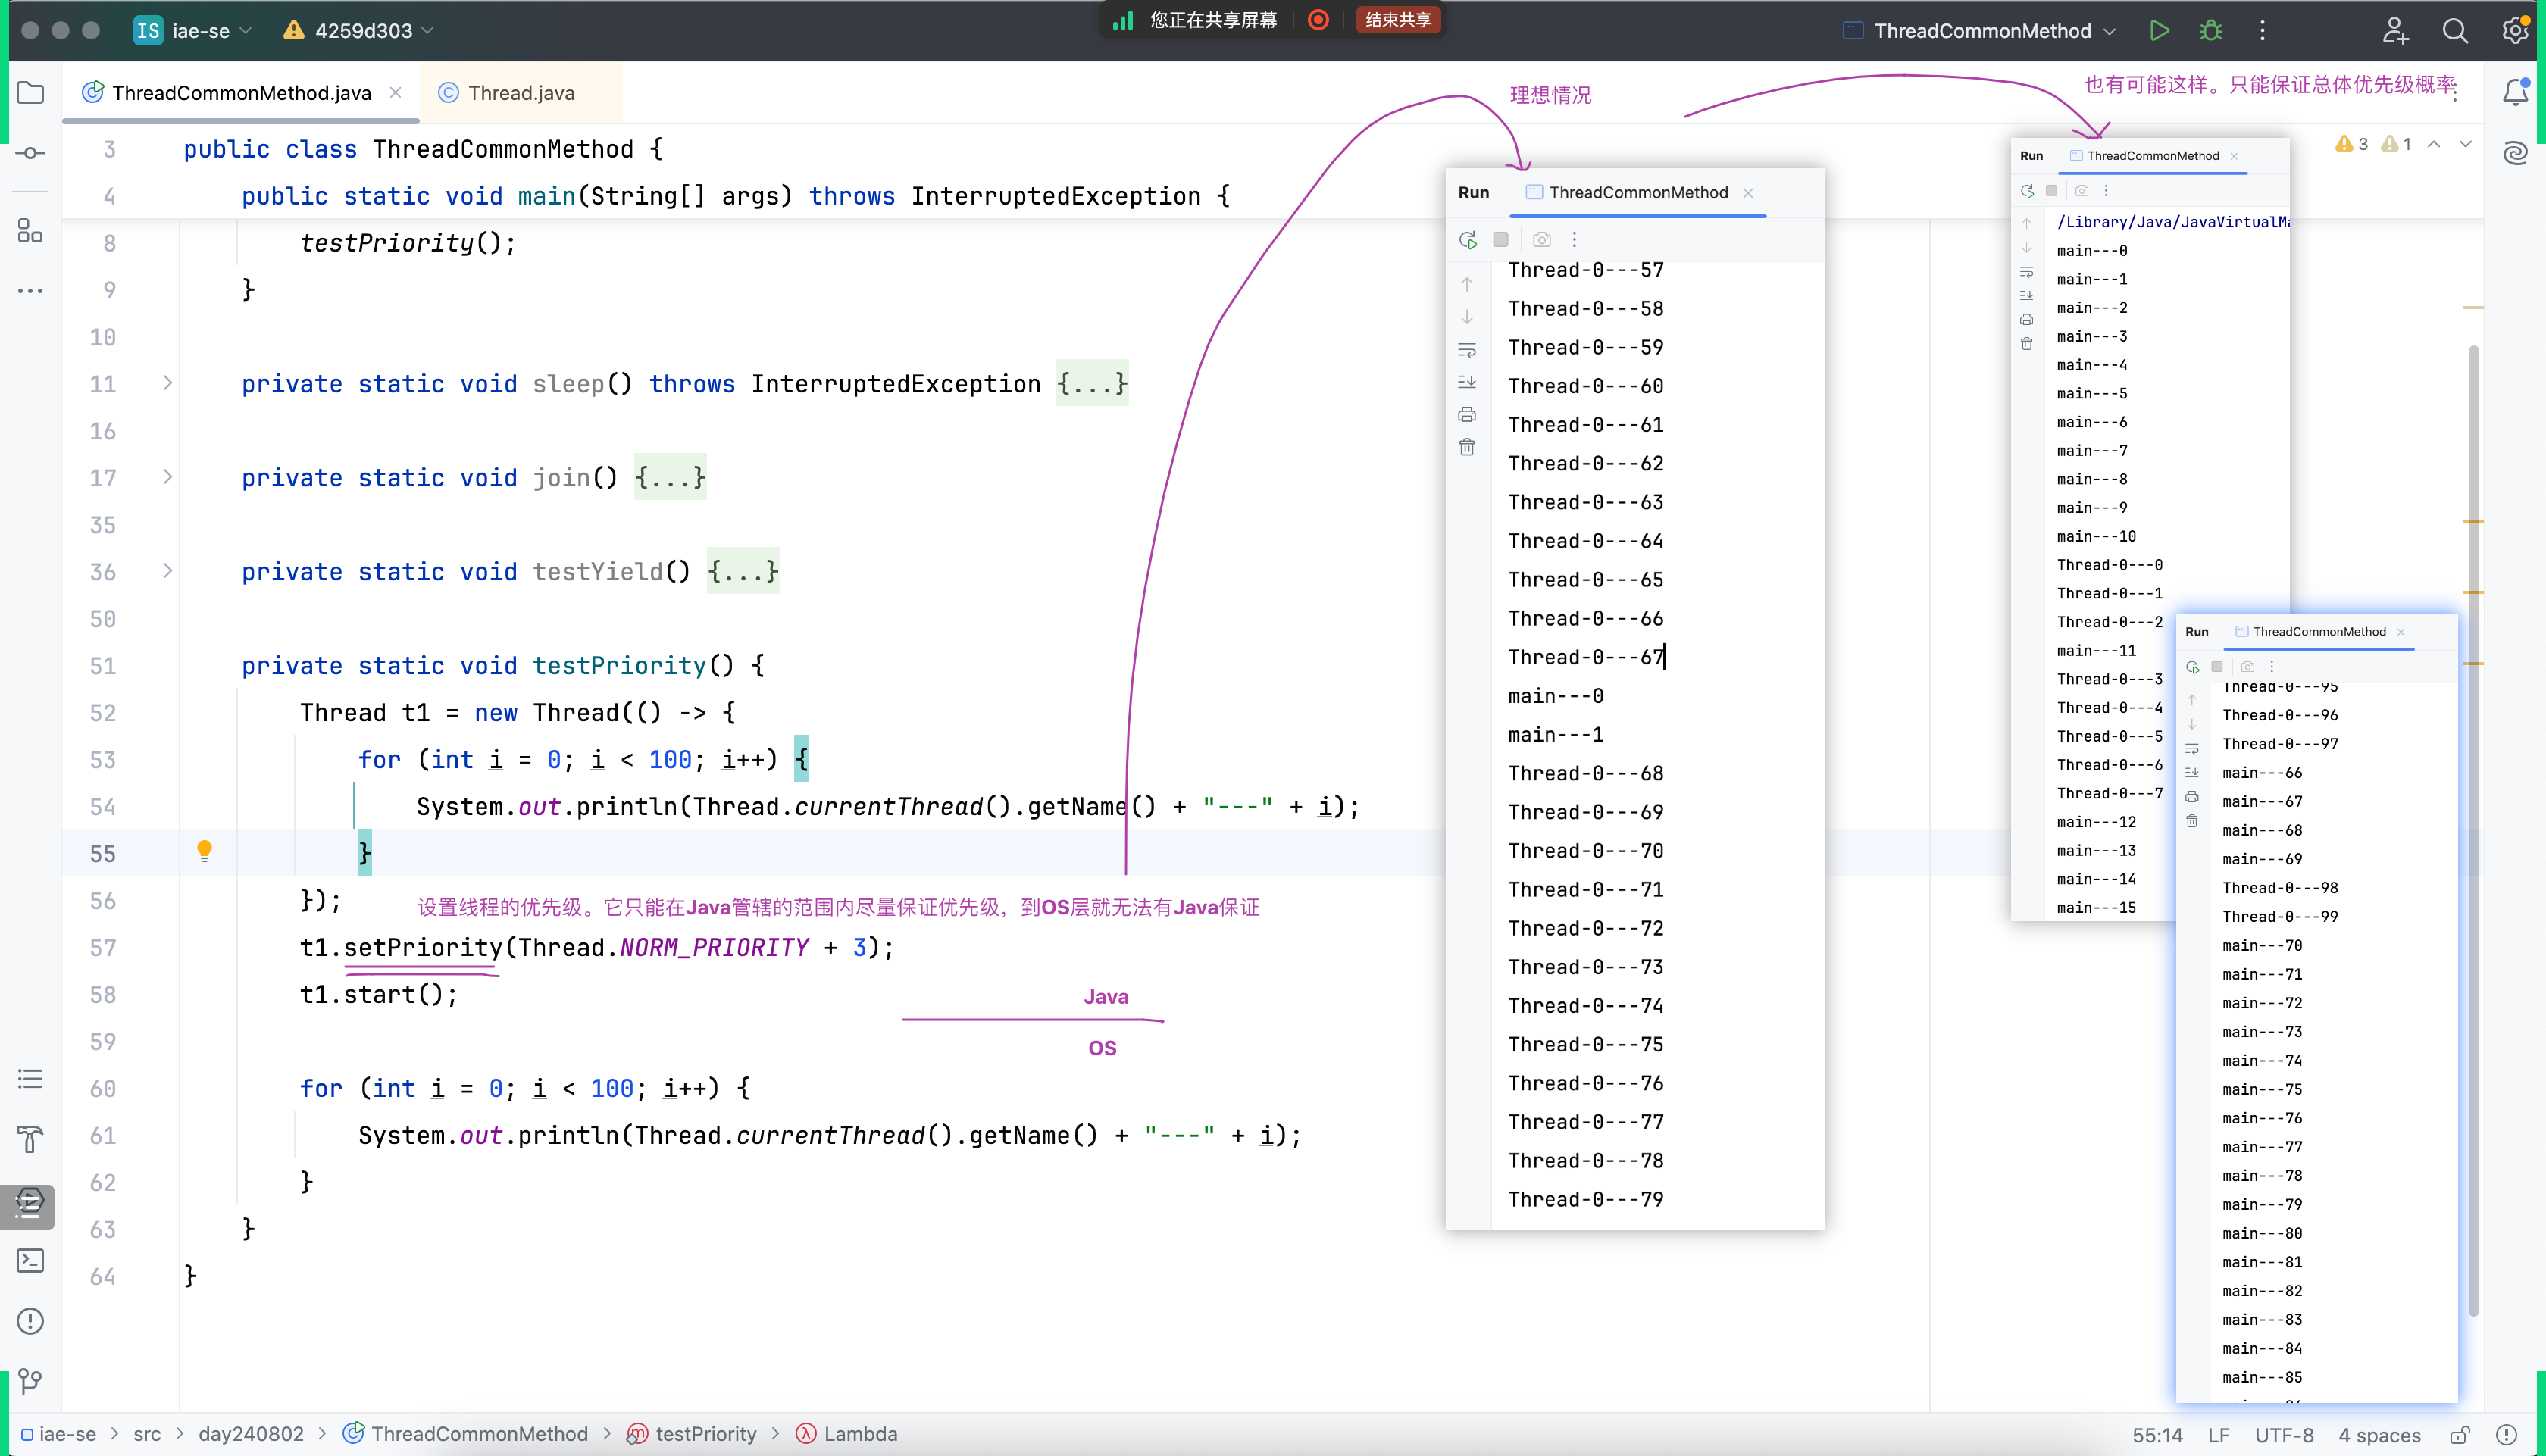 IS iae-se 4259d303
您正在共享屏幕 结束共享
ThreadCommonMethod
ThreadCommonMethod.java Thread.java
理想情况
也有可能这样。只能保证总体优先级概率
3 1
3 public class ThreadCommonMethod {
4 public static void main(String[] args) throws InterruptedException {
8 testPriority();
9 }
10
11 private static void sleep() throws InterruptedException {...}
16
17 private static void join() {...}
35
36 private static void testYield() {...}
50
51 private static void testPriority() {
52 Thread t1 = new Thread(() -> {
53 for (int i = 0; i < 100; i++) {
54 System.out.println(Thread.currentThread().getName() + "---" + i);
55 }
56 });
设置线程的优先级。它只能在Java管辖的范围内尽量保证优先级，到OS层就无法有Java保证
57 t1.setPriority(Thread.NORM_PRIORITY + 3);
58 t1.start();
Java
59
OS
60 for (int i = 0; i < 100; i++) {
61 System.out.println(Thread.currentThread().getName() + "---" + i);
62 }
63 }
64 }
Run ThreadCommonMethod
Thread-0---57
Thread-0---58
Thread-0---59
Thread-0---60
Thread-0---61
Thread-0---62
Thread-0---63
Thread-0---64
Thread-0---65
Thread-0---66
Thread-0---67
main---0
main---1
Thread-0---68
Thread-0---69
Thread-0---70
Thread-0---71
Thread-0---72
Thread-0---73
Thread-0---74
Thread-0---75
Thread-0---76
Thread-0---77
Thread-0---78
Thread-0---79
Run ThreadCommonMethod
/Library/Java/JavaVirtualMa
main---0
main---1
main---2
main---3
main---4
main---5
main---6
main---7
main---8
main---9
main---10
Thread-0---0
Thread-0---1
Thread-0---2
main---11
Thread-0---3
Thread-0---4
Thread-0---5
Thread-0---6
Thread-0---7
main---12
main---13
main---14
main---15
Run ThreadCommonMethod
Thread-0---95
Thread-0---96
Thread-0---97
main---66
main---67
main---68
main---69
Thread-0---98
Thread-0---99
main---70
main---71
main---72
main---73
main---74
main---75
main---76
main---77
main---78
main---79
main---80
main---81
main---82
main---83
main---84
main---85
iae-se > src > day240802 > ThreadCommonMethod > testPriority > Lambda
55:14 LF UTF-8 4 spaces